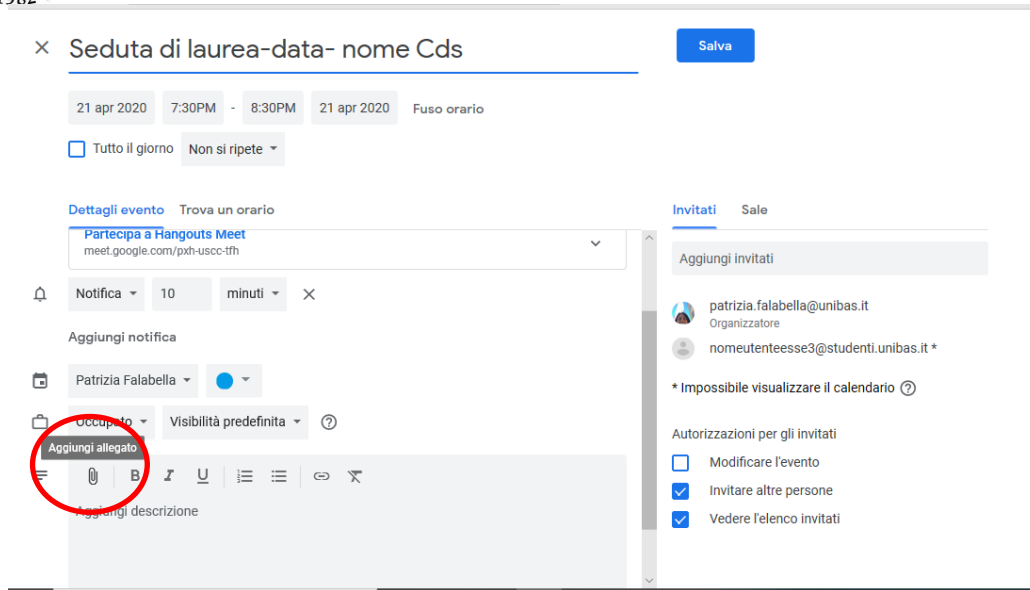 1982
Seduta di laurea-data- nome Cds
Salva
21 apr 2020 7:30PM - 8:30PM 21 apr 2020 Fuso orario
Tutto il giorno Non si ripete
Dettagli evento Trova un orario
Partecipa a Hangouts Meet
meet.google.com/pxh-uscc-tfh
Notifica 10 minuti
Aggiungi notifica
Patrizia Falabella
Occupato Visibilità predefinita
Aggiungi allegato
B I U
Aggiungi descrizione
Invitati Sale
Aggiungi invitati
patrizia.falabella@unibas.it
Organizzatore
nomeutenteesse3@studenti.unibas.it *
* Impossibile visualizzare il calendario
Autorizzazioni per gli invitati
Modificare l'evento
Invitare altre persone
Vedere l'elenco invitati